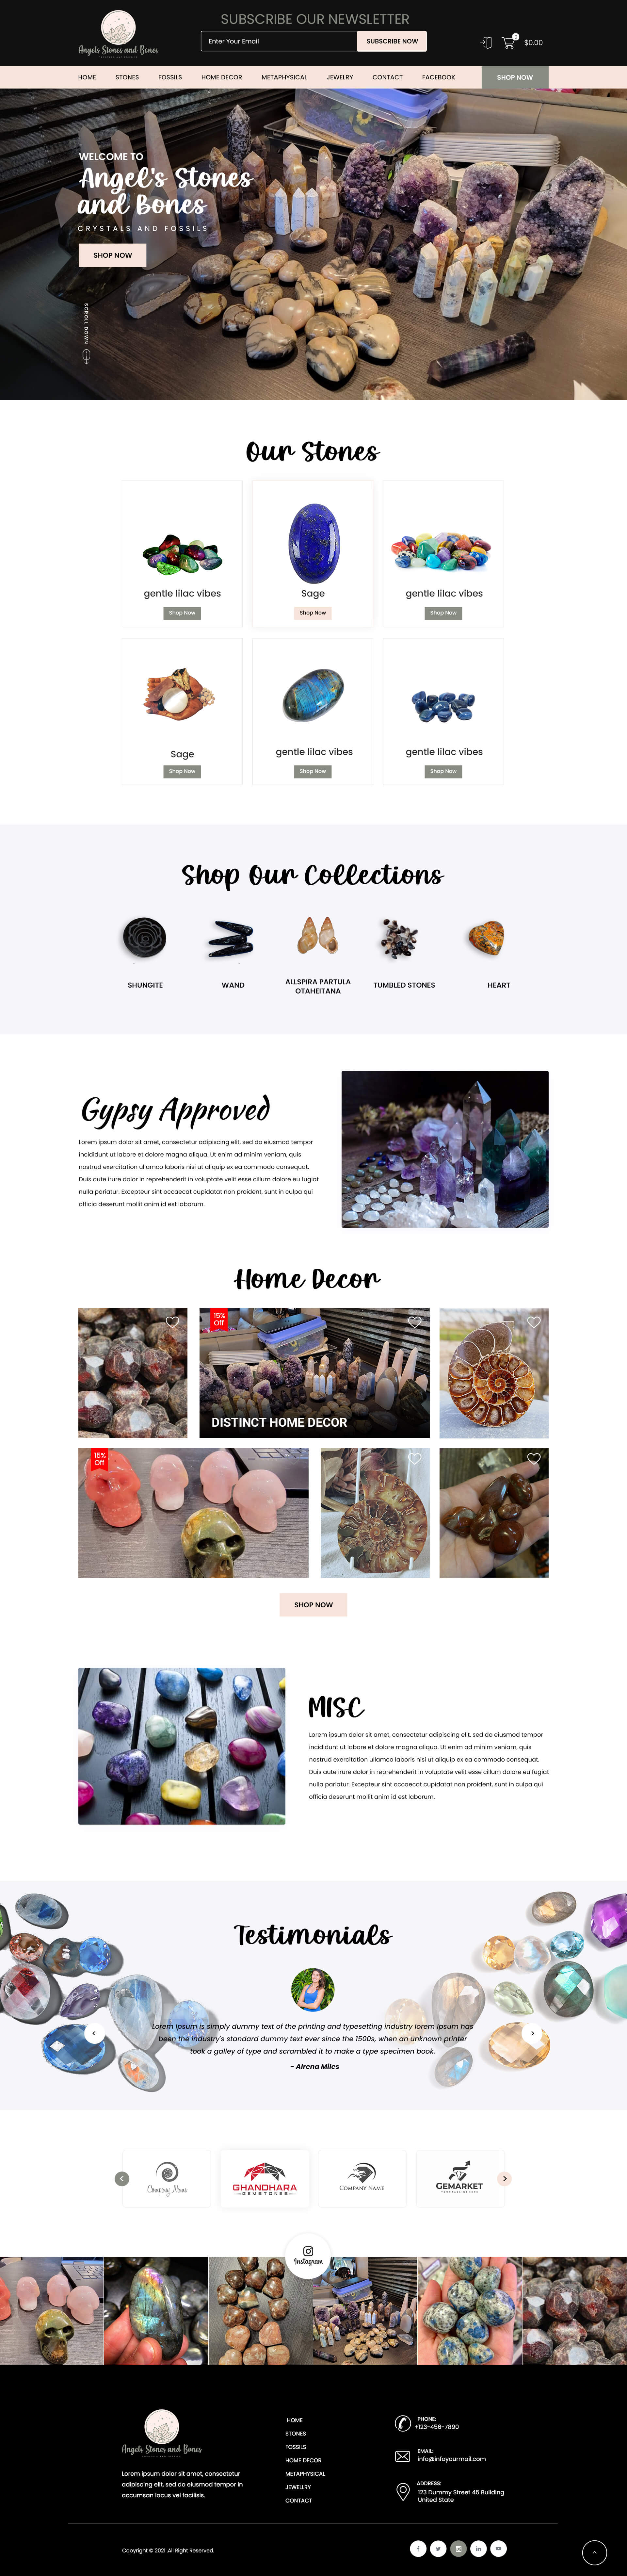 SUBSCRIBE OUR NEWSLETTER
Angels Stones and Bones
CRYSTALS AND FOSSILS
Enter Your Email
SUBSCRIBE NOW
0
$0.00
HOME
STONES
FOSSILS
HOME DECOR
METAPHYSICAL
JEWELRY
CONTACT
FACEBOOK
SHOP NOW
WELCOME TO
Angel's Stones
and Bones
CRYSTALS AND FOSSILS
SHOP NOW
SCROLL DOWN
Our Stones
gentle lilac vibes
Shop Now
Sage
Shop Now
gentle lilac vibes
Shop Now
Sage
Shop Now
gentle lilac vibes
Shop Now
gentle lilac vibes
Shop Now
Shop Our Collections
SHUNGITE
WAND
ALLSPIRA PARTULA
OTAHEITANA
TUMBLED STONES
HEART
Gypsy Approved
Lorem ipsum dolor sit amet, consectetur adipiscing elit, sed do eiusmod tempor
incididunt ut labore et dolore magna aliqua. Ut enim ad minim veniam, quis
nostrud exercitation ullamco laboris nisi ut aliquip ex ea commodo consequat.
Duis aute irure dolor in reprehenderit in voluptate velit esse cillum dolore eu fugiat
nulla pariatur. Excepteur sint occaecat cupidatat non proident, sunt in culpa qui
officia deserunt mollit anim id est laborum.
Home Decor
15%
Off
DISTINCT HOME DECOR
15%
Off
SHOP NOW
MISC
Lorem ipsum dolor sit amet, consectetur adipiscing elit, sed do eiusmod tempor
incididunt ut labore et dolore magna aliqua. Ut enim ad minim veniam, quis
nostrud exercitation ullamco laboris nisi ut aliquip ex ea commodo consequat.
Duis aute irure dolor in reprehenderit in voluptate velit esse cillum dolore eu fugiat
nulla pariatur. Excepteur sint occaecat cupidatat non proident, sunt in culpa qui
officia deserunt mollit anim id est laborum.
Testimonials
Lorem Ipsum is simply dummy text of the printing and typesetting industry lorem Ipsum has
been the industry's standard dummy text ever since the 1500s, when an unknown printer
took a galley of type and scrambled it to make a type specimen book.
- Alrena Miles
Company Name
GHANDHARA
GEMSTONES
COMPANY NAME
GEMARKET
Instagram
Angels Stones and Bones
CRYSTALS AND FOSSILS
Lorem ipsum dolor sit amet, consectetur
adipiscing elit, sed do eiusmod tempor in
accumsan lacus vel facilisis.
HOME
STONES
FOSSILS
HOME DECOR
METAPHYSICAL
JEWELLRY
CONTACT
PHONE:
+123-456-7890
EMAIL:
info@infoyourmail.com
ADDRESS:
123 Dummy Street 45 Buliding
United State
Copyright © 2021 .All Right Reserved.